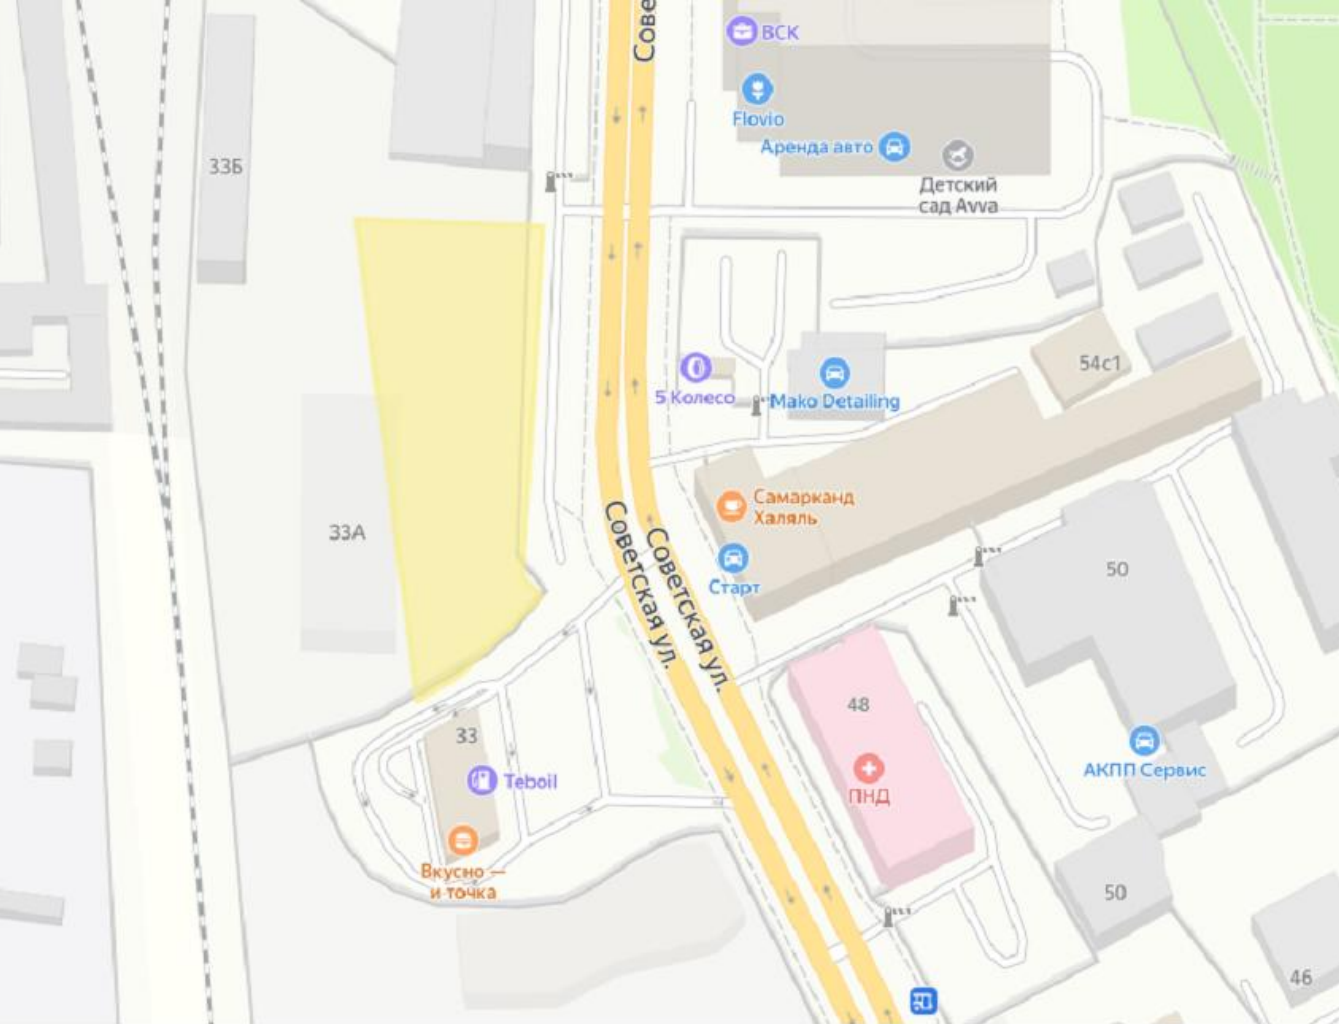 Сове
ВСК
Flovio
Аренда авто
Детский
сад Avva
33Б
54с1
5 Колесо
Mako Detailing
Самарканд
Халяль
Старт
33А
Советская ул.
Советская ул.
50
48
ПНД
АКПП Сервис
33
Teboil
Вкусно —
и точка
50
46